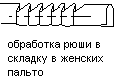 обработка рюши в
складку в женских
пальто